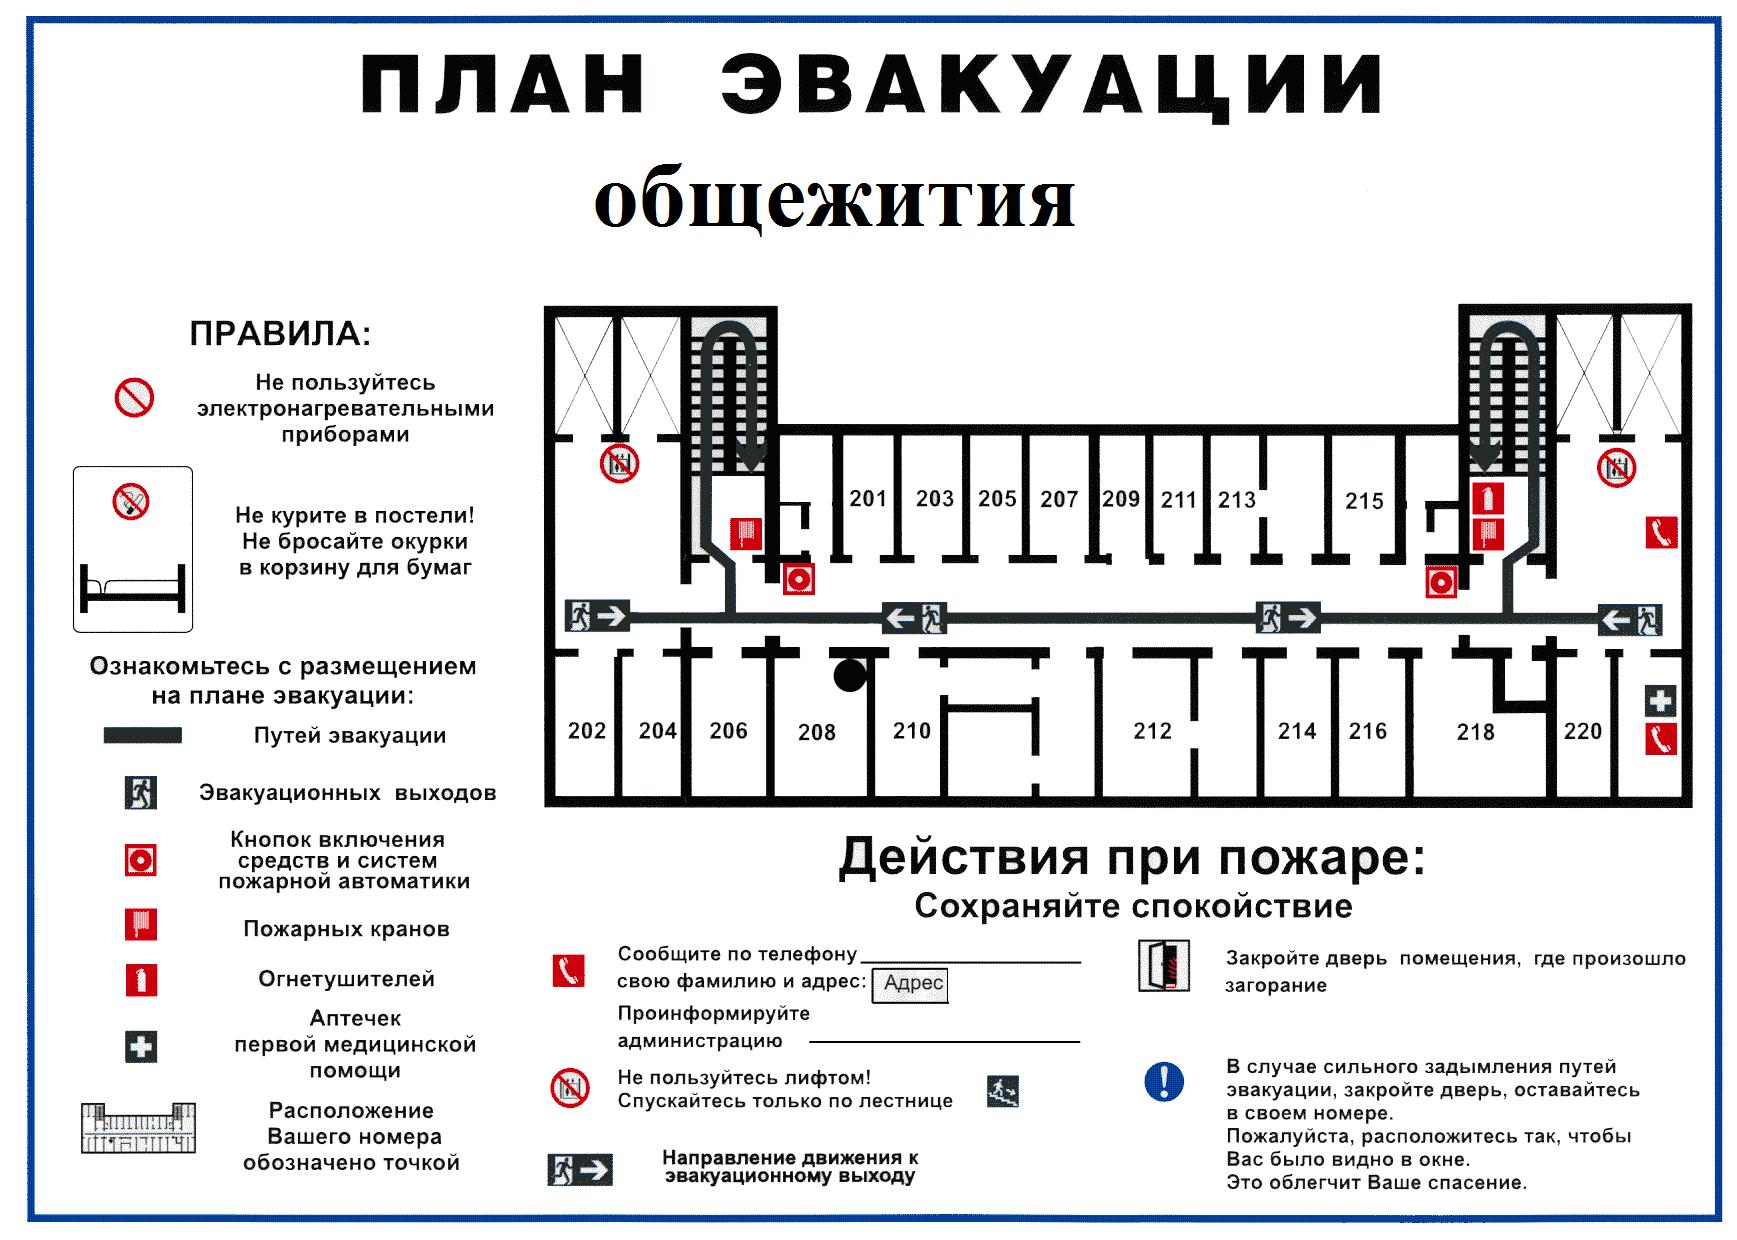 ПЛАН ЭВАКУАЦИИ
общежития
ПРАВИЛА:
Не пользуйтесь
электронагревательными
приборами
Не курите в постели!
Не бросайте окурки
в корзину для бумаг
Ознакомьтесь с размещением
на плане эвакуации:
Путей эвакуации
Эвакуационных выходов
Кнопок включения
средств и систем
пожарной автоматики
Пожарных кранов
Огнетушителей
Аптечек
первой медицинской
помощи
Расположение
Вашего номера
обозначено точкой
201 203 205 207 209 211 213 215
202 204 206 208 210 212 214 216 218 220
Действия при пожаре:
Сохраняйте спокойствие
Сообщите по телефону
свою фамилию и адрес: Адрес
Проинформируйте
администрацию
Не пользуйтесь лифтом!
Спускайтесь только по лестнице
Направление движения к
эвакуационному выходу
Закройте дверь помещения, где произошло
загорание
В случае сильного задымления путей
эвакуации, закройте дверь, оставайтесь
в своем номере.
Пожалуйста, расположитесь так, чтобы
Вас было видно в окне.
Это облегчит Ваше спасение.